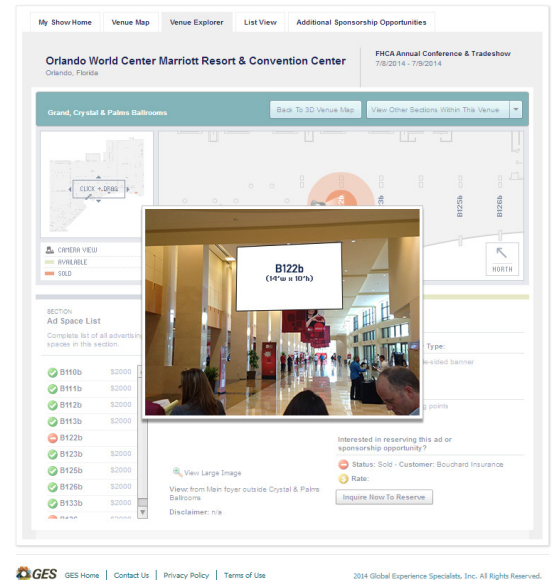 My Show Home Venue Map Venue Explorer List View Additional Sponsorship Opportunities
Orlando World Center Marriott Resort & Convention Center
Orlando, Florida
FHCA Annual Conference & Tradeshow
7/8/2014 - 7/9/2014
Grand, Crystal & Palms Ballrooms
Back To 3D Venue Map
View Other Sections Within This Venue
CLICK + DRAG
B125b
B126b
NORTH
CAMERA VIEW
AVAILABLE
SOLD
B122b
(14'w x 10'h)
SECTION
Ad Space List
Complete list of all advertising
spaces in this section.
B110b $2000
B111b $2000
B112b $2000
B113b $2000
B122b
B123b $2000
B125b $2000
B126b $2000
B133b $2000
Type:
-sided banner
points
View Large Image
View: from Main foyer outside Crystal & Palms
Ballrooms
Disclaimer: n/a
Interested in reserving this ad or
sponsorship opportunity?
Status: Sold - Customer: Bouchard Insurance
Rate:
Inquire Now To Reserve
GES GES Home Contact Us Privacy Policy Terms of Use
2014 Global Experience Specialists, Inc. All Rights Reserved.